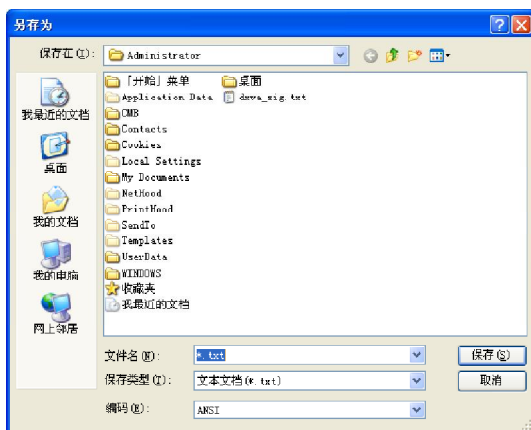 另存为
保存在(I):
Administrator
我最近的文档
桌面
我的文档
我的电脑
网上邻居
「开始」菜单
Application Data
CMB
Contacts
Cookies
Local Settings
My Documents
NetHood
PrintHood
SendTo
Templates
UserData
WINDOWS
收藏夹
我最近的文档
桌面
dxva_sig.txt
文件名(N):
*.txt
保存(S)
保存类型(T):
文本文档(*.txt)
取消
编码(E):
ANSI